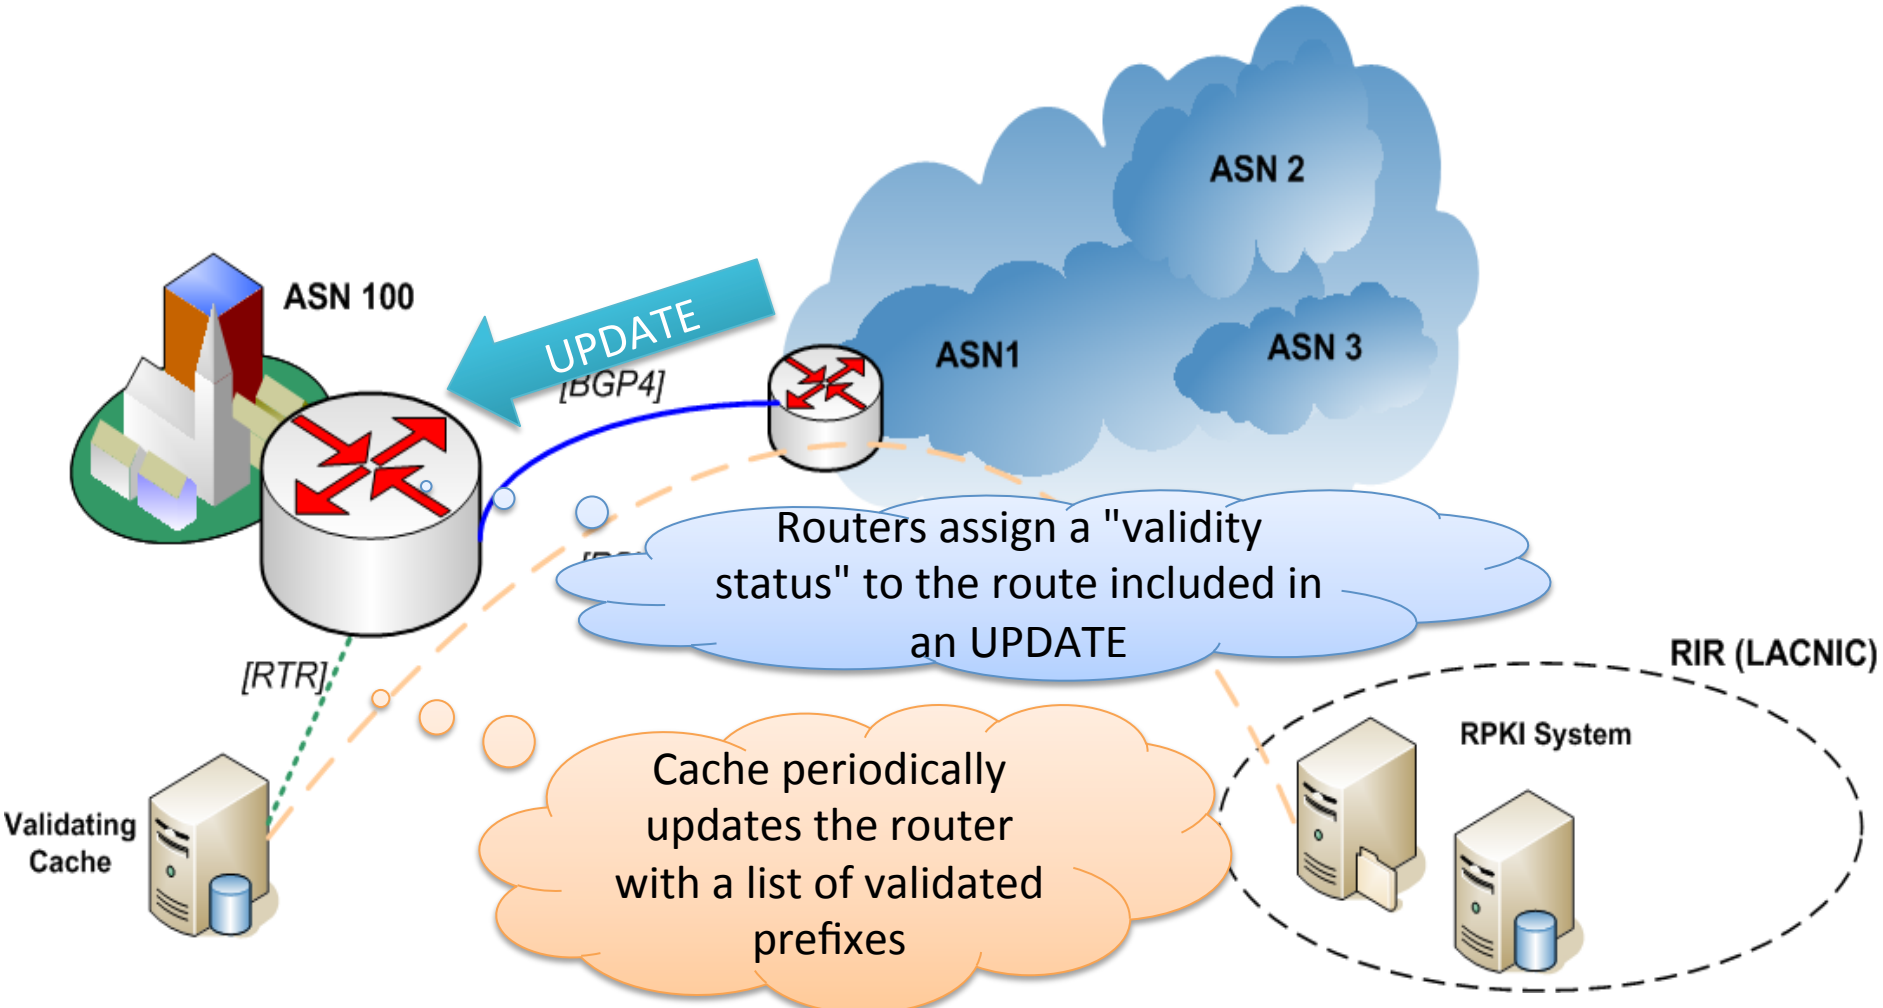 ASN 2
ASN 100
UPDATE
ASN1
ASN 3
[BGP4]
Routers assign a "validity
status" to the route included in
an UPDATE
[RTR]
RIR (LACNIC)
RPKI System
Cache periodically
updates the router
with a list of validated
prefixes
Validating
Cache